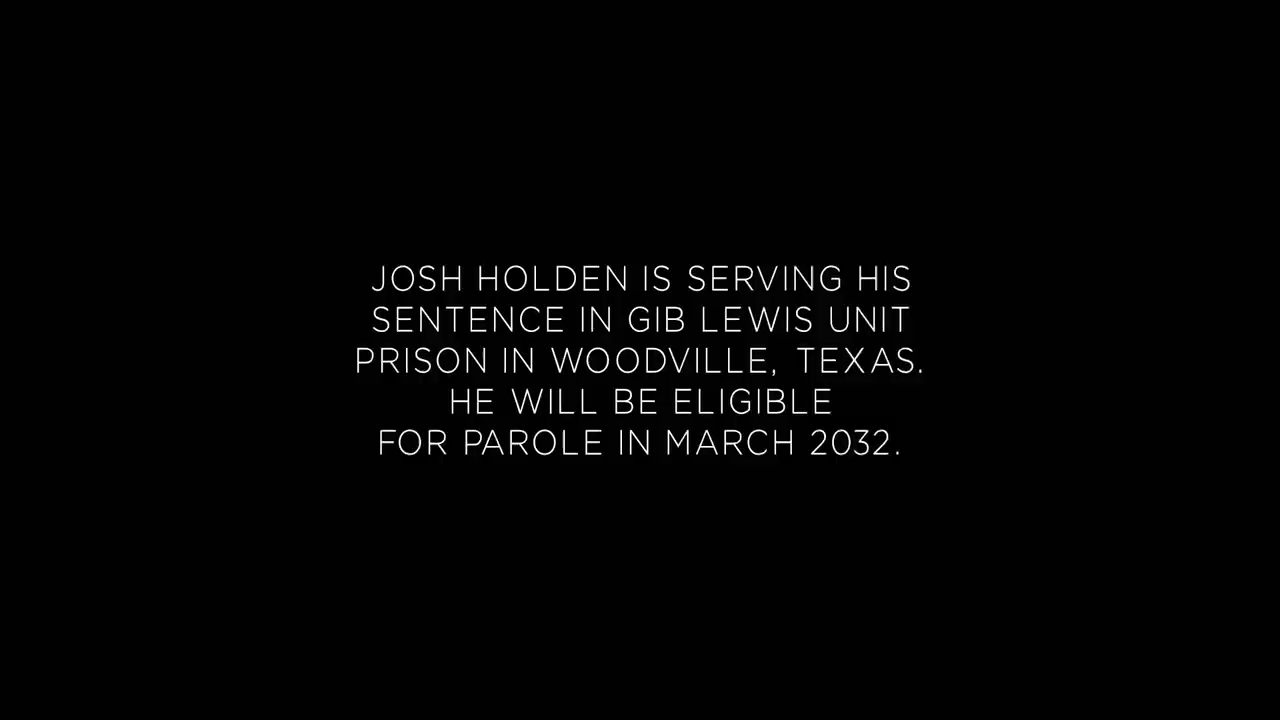 JOSH HOLDEN IS SERVING HIS
SENTENCE IN GIB LEWIS UNIT
PRISON IN WOODVILLE, TEXAS.
HE WILL BE ELIGIBLE
FOR PAROLE IN MARCH 2032.